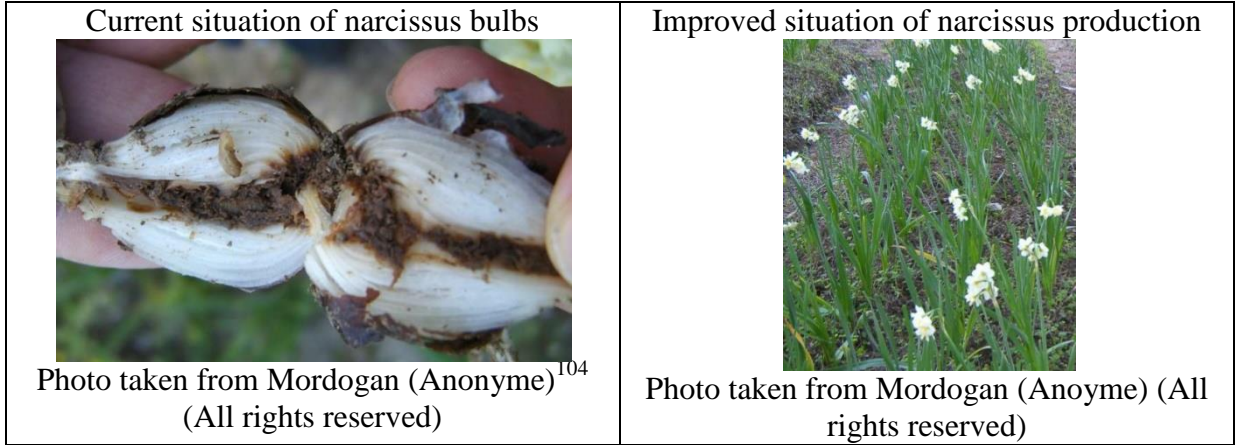 Current situation of narcissus bulbs
Photo taken from Mordogan (Anonyme)104
(All rights reserved)
Improved situation of narcissus production
Photo taken from Mordogan (Anoyme) (All
rights reserved)